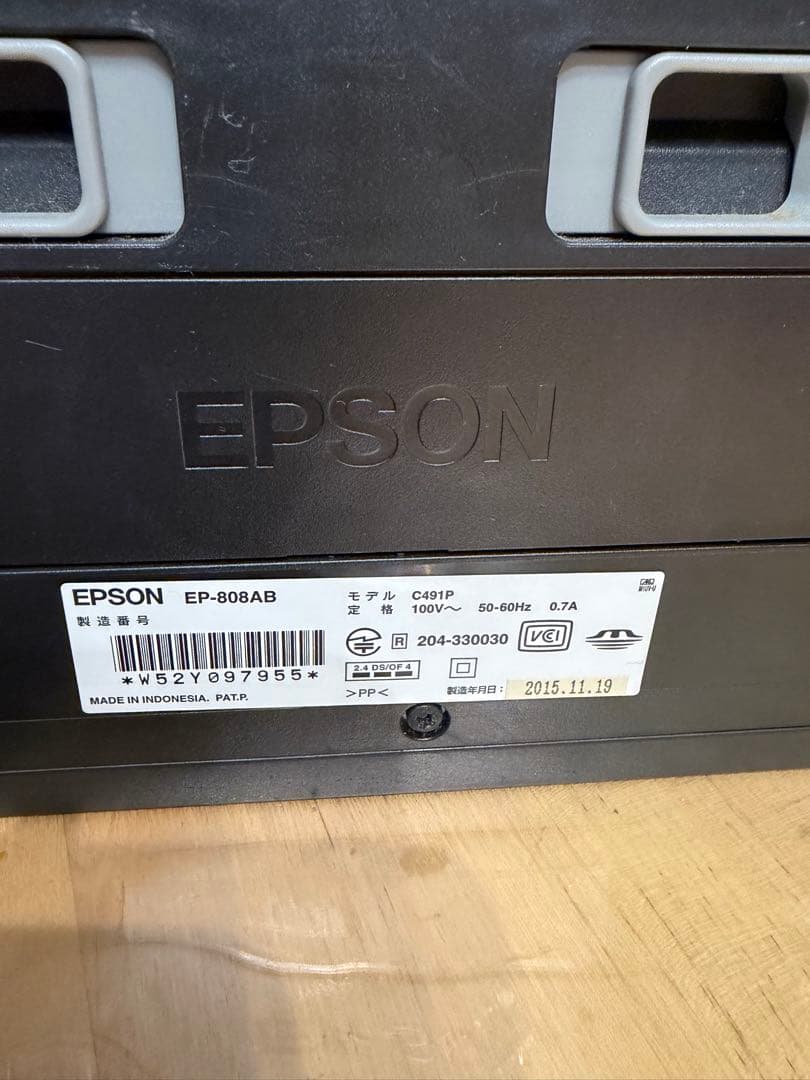 EPSON
EPSON EP-808AB
製造番号
*W52Y097955*
MADE IN INDONESIA. PAT.P.
モデル C491P
定格 100V〜 50-60Hz 0.7A
R 204-330030 VCI
2.4 DS/OF 4
>PP<
製造年月日: 2015.11.19